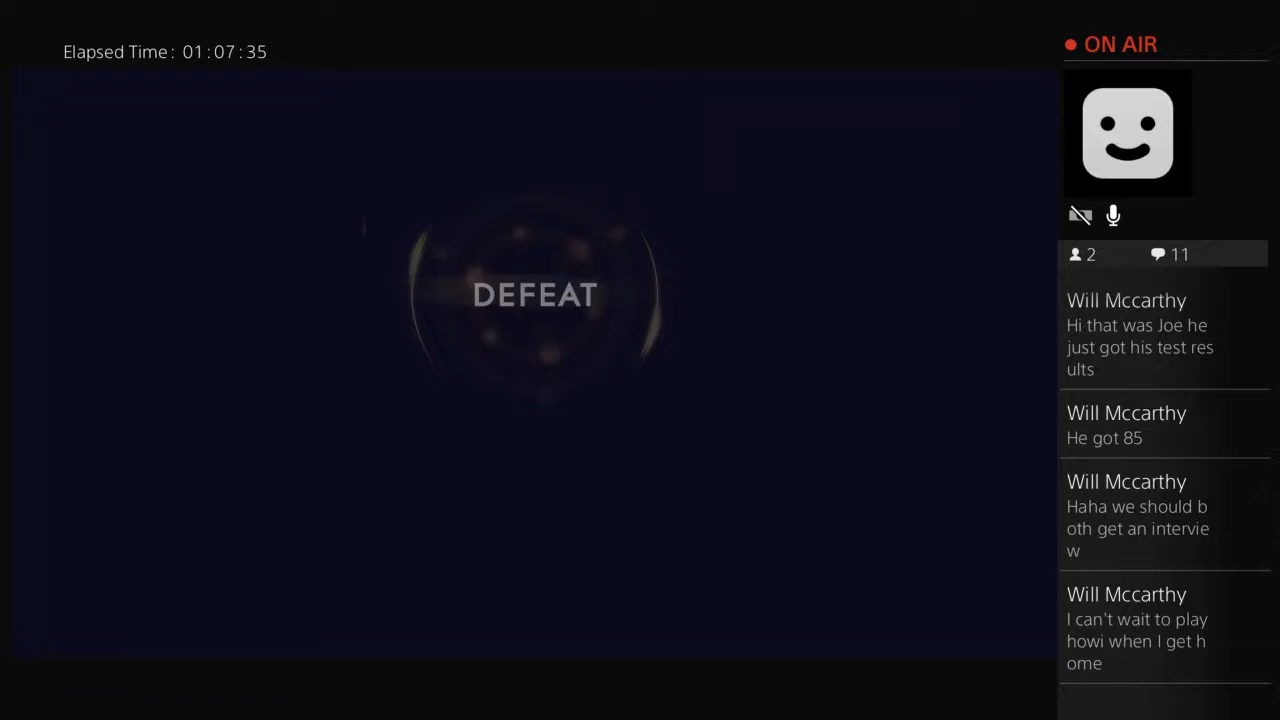 Elapsed Time: 01:07:35
ON AIR
2 11
DEFEAT
Will Mccarthy
Hi that was Joe he
just got his test res
ults
Will Mccarthy
He got 85
Will Mccarthy
Haha we should b
oth get an intervie
w
Will Mccarthy
I can't wait to play
howi when I get h
ome